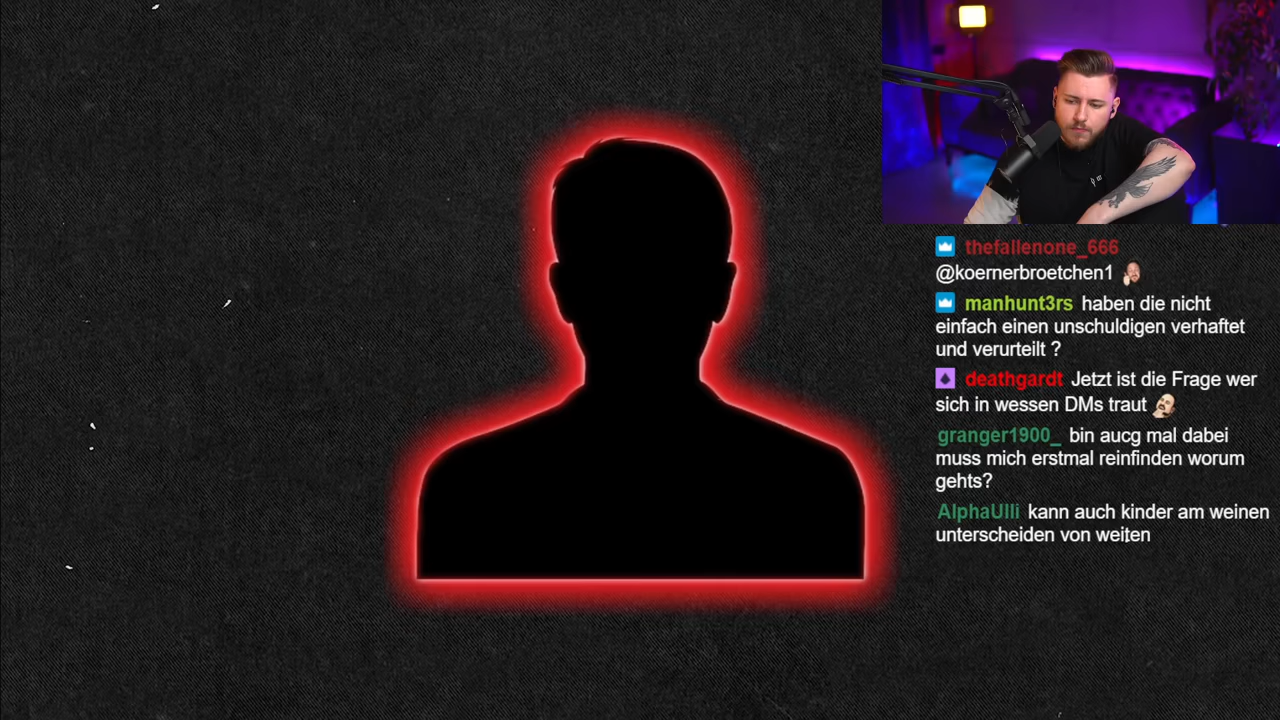 thefallenone_666
@koernerbroetchen1
manhunt3rs haben die nicht
einfach einen unschuldigen verhaftet
und verurteilt ?
deathgardt Jetzt ist die Frage wer
sich in wessen DMs traut
granger1900_ bin aucg mal dabei
muss mich erstmal reinfinden worum
gehts?
AlphaUlli kann auch kinder am weinen
unterscheiden von weiten